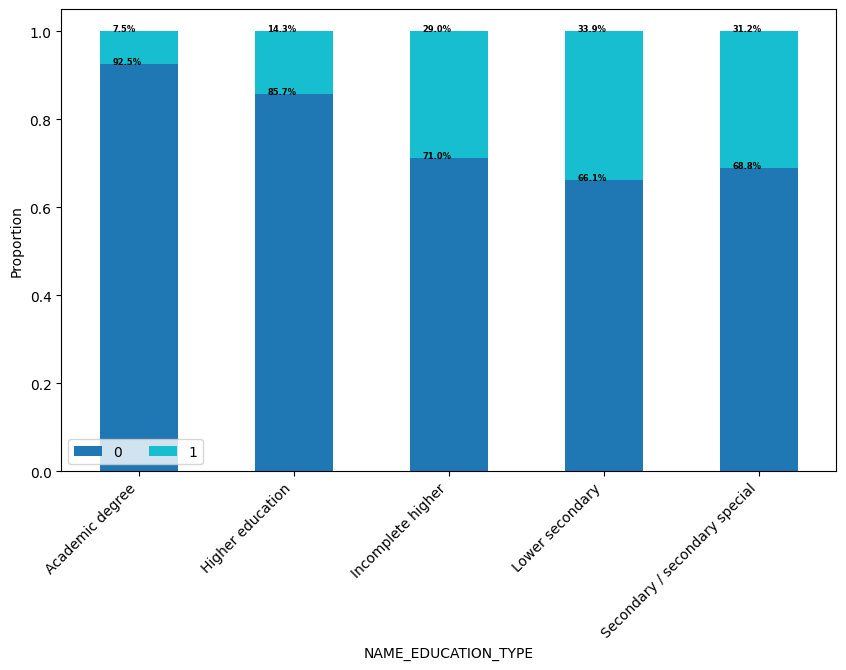 1.0
0.8
0.6
0.4
0.2
0.0
Proportion
7.5%
14.3%
29.0%
33.9%
31.2%
92.5%
85.7%
71.0%
66.1%
68.8%
0 1
Academic degree
Higher education
Incomplete higher
Lower secondary
Secondary / secondary special
NAME_EDUCATION_TYPE